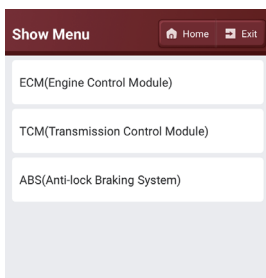 Show Menu
Home
Exit
ECM(Engine Control Module)
TCM(Transmission Control Module)
ABS(Anti-lock Braking System)